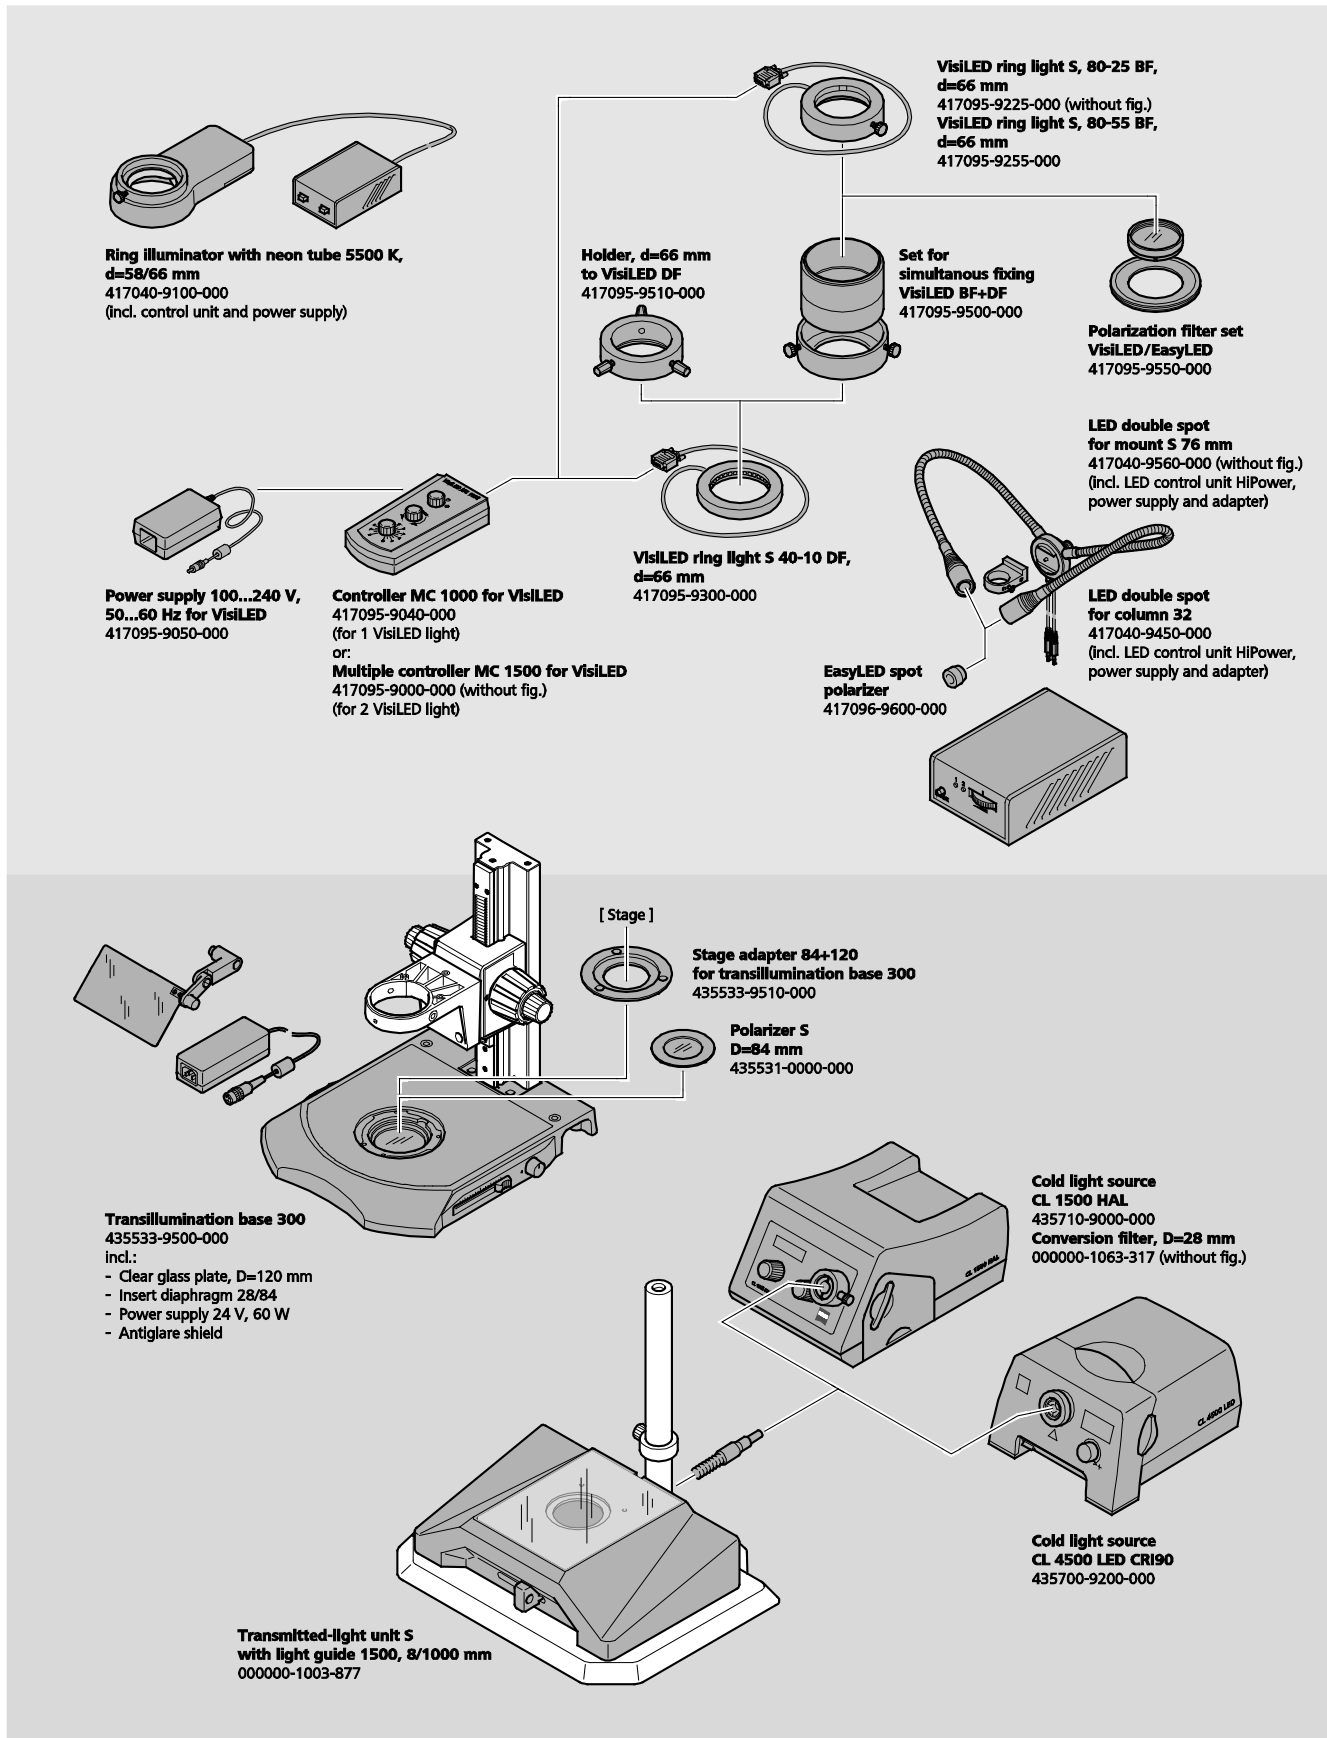 VisiLED ring light S, 80-25 BF,
d=66 mm
417095-9225-000 (without fig.)
VisiLED ring light S, 80-55 BF,
d=66 mm
417095-9255-000
Ring illuminator with neon tube 5500 K,
d=58/66 mm
417040-9100-000
(incl. control unit and power supply)
Holder, d=66 mm
to VisiLED DF
417095-9510-000
Set for
simultanous fixing
VisiLED BF+DF
417095-9500-000
Polarization filter set
VisiLED/EasyLED
417095-9550-000
LED double spot
for mount S 76 mm
417040-9560-000 (without fig.)
(incl. LED control unit HiPower,
power supply and adapter)
VisiLED ring light S 40-10 DF,
d=66 mm
417095-9300-000
Power supply 100...240 V,
50...60 Hz for VisiLED
417095-9050-000
Controller MC 1000 for VisiLED
417095-9040-000
(for 1 VisiLED light)
or:
Multiple controller MC 1500 for VisiLED
417095-9000-000 (without fig.)
(for 2 VisiLED light)
LED double spot
for column 32
417040-9450-000
(incl. LED control unit HiPower,
power supply and adapter)
EasyLED spot
polarizer
417096-9600-000
1 2
[ Stage ]
Stage adapter 84+120
for transillumination base 300
435533-9510-000
Polarizer S
D=84 mm
435531-0000-000
Transillumination base 300
435533-9500-000
incl.:
- Clear glass plate, D=120 mm
- Insert diaphragm 28/84
- Power supply 24 V, 60 W
- Antiglare shield
Cold light source
CL 1500 HAL
435710-9000-000
Conversion filter, D=28 mm
000000-1063-317 (without fig.)
CL 1500 HAL
CL 4500 LED
Cold light source
CL 4500 LED CRI90
435700-9200-000
Transmitted-light unit S
with light guide 1500, 8/1000 mm
000000-1003-877